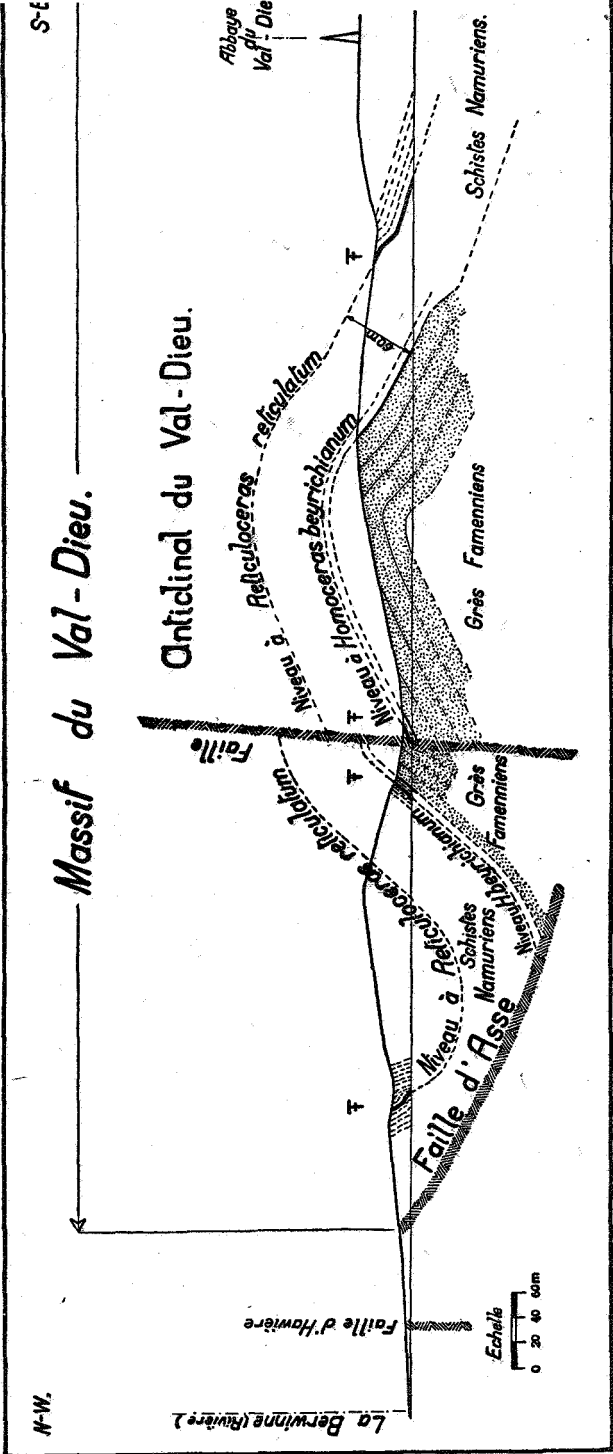 N-W.
S-E
Massif du Val-Dieu.
Anticlinal du Val-Dieu.
Abbaye
du
Val-Die
La Berwinne (Rivière)
Faille d'Hawière
Echelle
0 20 40 60m
Faille d'Asse
Niveau à Reticuloceras reticulatum
Schistes
Namuriens
Niveau H. beyrichianum
Grès
Famenniens
Faille
Niveau à Reticuloceras reticulatum
Niveau à Homoceras beyrichianum
60m
Grès Famenniens
Schistes Namuriens.